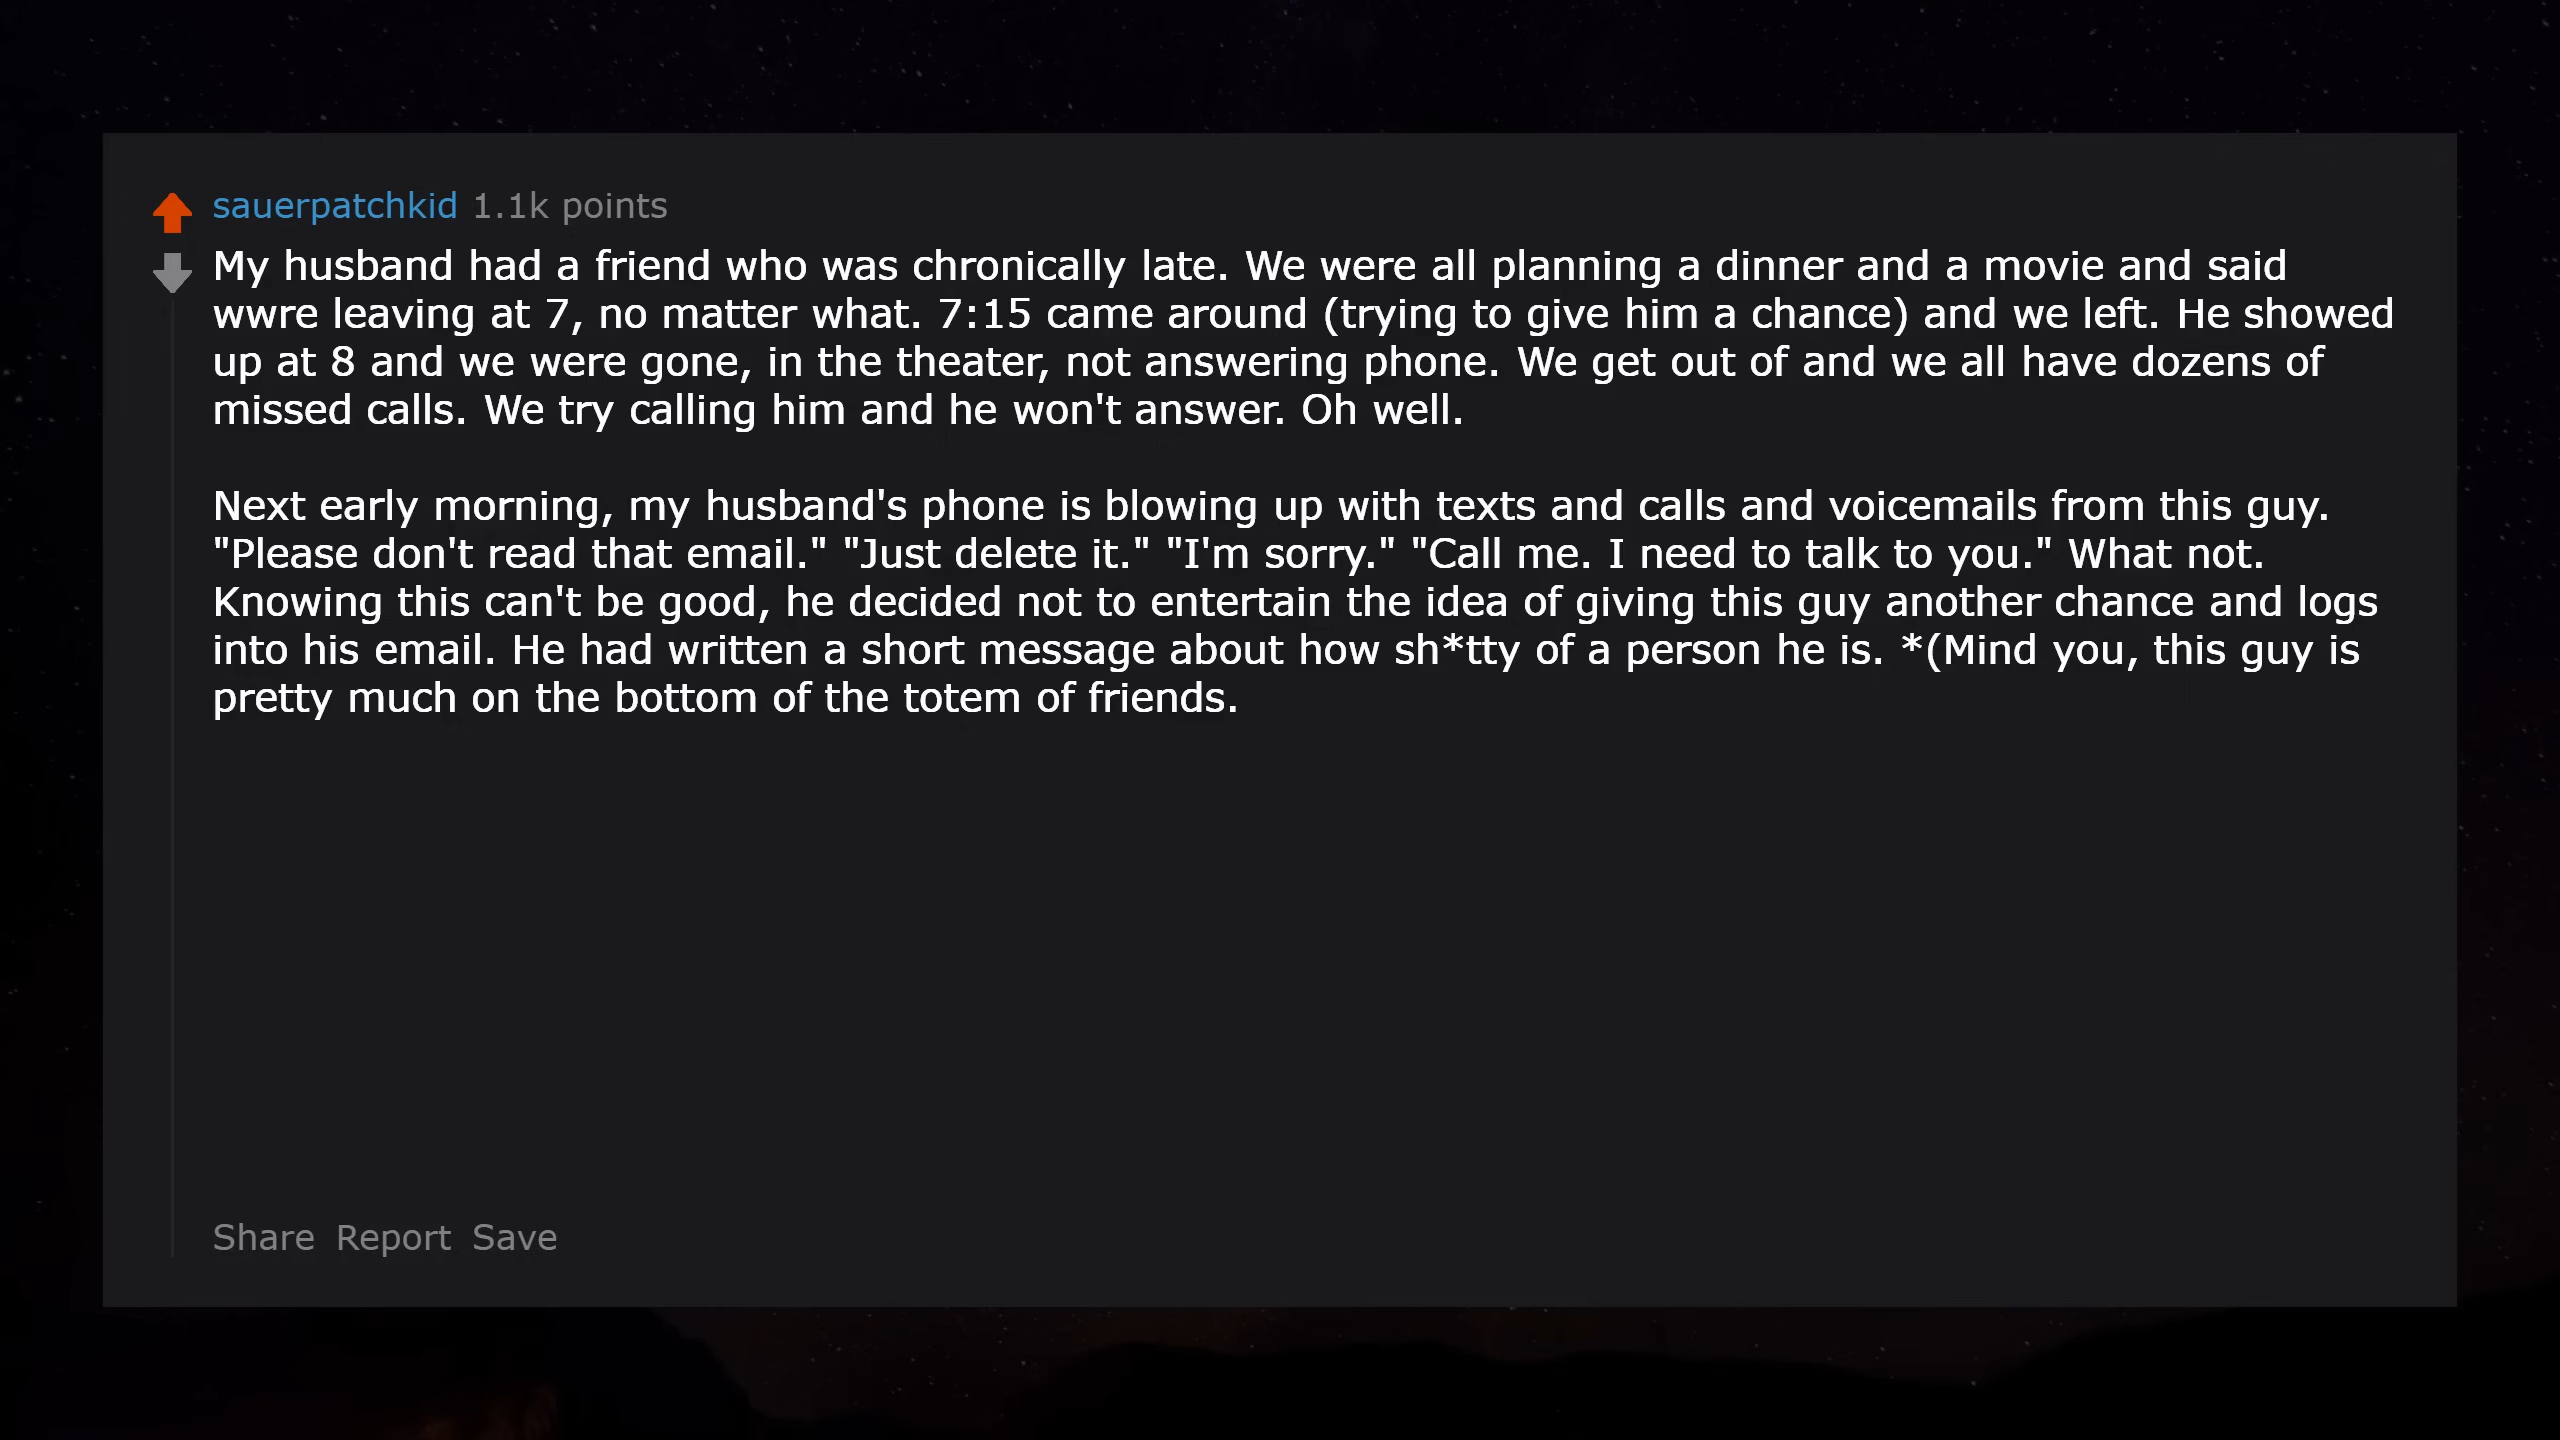 sauerpatchkid 1.1k points
My husband had a friend who was chronically late. We were all planning a dinner and a movie and said
wwre leaving at 7, no matter what. 7:15 came around (trying to give him a chance) and we left. He showed
up at 8 and we were gone, in the theater, not answering phone. We get out of and we all have dozens of
missed calls. We try calling him and he won't answer. Oh well.
Next early morning, my husband's phone is blowing up with texts and calls and voicemails from this guy.
"Please don't read that email." "Just delete it." "I'm sorry." "Call me. I need to talk to you." What not.
Knowing this can't be good, he decided not to entertain the idea of giving this guy another chance and logs
into his email. He had written a short message about how sh*tty of a person he is. *(Mind you, this guy is
pretty much on the bottom of the totem of friends.
Share Report Save